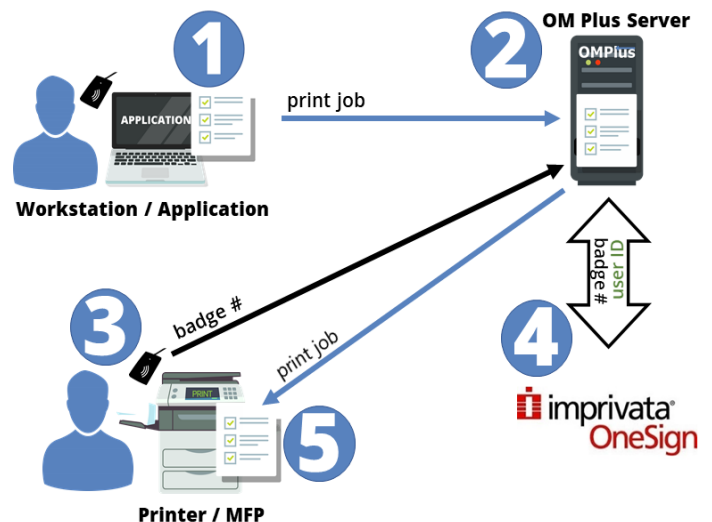 1
2
OM Plus Server
OMPlus
print job
APPLICATION
Workstation / Application
badge #
user ID
3
badge #
print job
4
PRINT
5
imprivata®
OneSign
Printer / MFP